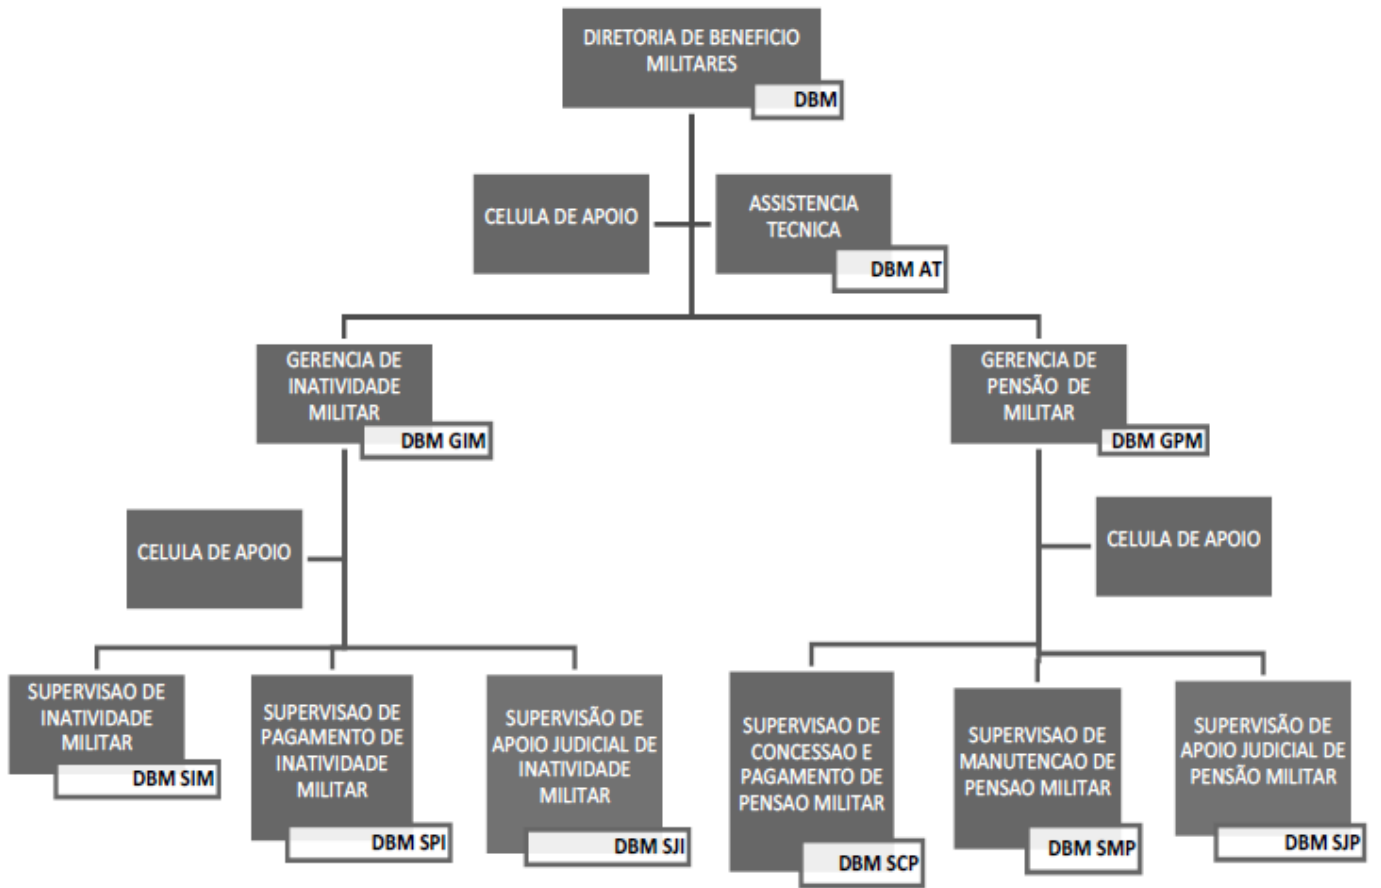 DIRETORIA DE BENEFICIO
MILITARES
DBM
CELULA DE APOIO
ASSISTENCIA
TECNICA
DBM AT
GERENCIA DE
INATIVIDADE
MILITAR
DBM GIM
GERENCIA DE
PENSÃO DE
MILITAR
DBM GPM
CELULA DE APOIO
CELULA DE APOIO
SUPERVISAO DE
INATIVIDADE
MILITAR
DBM SIM
SUPERVISAO DE
PAGAMENTO DE
INATIVIDADE
MILITAR
DBM SPI
SUPERVISÃO DE
APOIO JUDICIAL DE
INATIVIDADE
MILITAR
DBM SJI
SUPERVISAO DE
CONCESSAO E
PAGAMENTO DE
PENSAO MILITAR
DBM SCP
SUPERVISAO DE
MANUTENCAO DE
PENSAO MILITAR
DBM SMP
SUPERVISÃO DE
APOIO JUDICIAL DE
PENSÃO MILITAR
DBM SJP